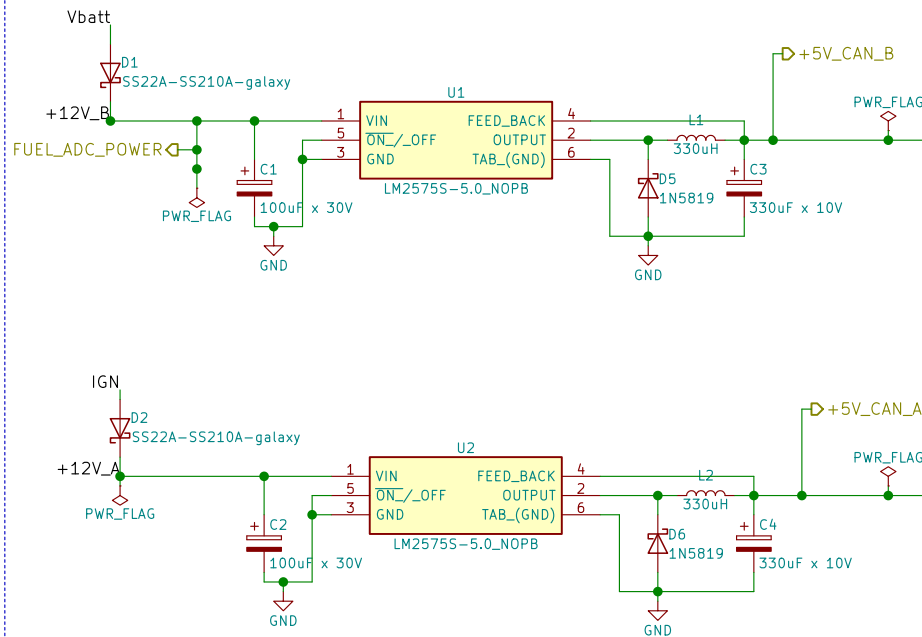 Vbatt
D1
SS22A-SS210A-galaxy
+12V_B
FUEL_ADC_POWER
PWR_FLAG
C1
100uF x 30V
GND
U1
1 VIN FEED_BACK 4
5 ON_/_OFF OUTPUT 2
3 GND TAB_(GND) 6
LM2575S-5.0_NOPB
L1
330uH
D5
1N5819
C3
330uF x 10V
GND
+5V_CAN_B
PWR_FLAG
IGN
D2
SS22A-SS210A-galaxy
+12V_A
PWR_FLAG
C2
100uF x 30V
GND
U2
1 VIN FEED_BACK 4
5 ON_/_OFF OUTPUT 2
3 GND TAB_(GND) 6
LM2575S-5.0_NOPB
L2
330uH
D6
1N5819
C4
330uF x 10V
GND
+5V_CAN_A
PWR_FLAG